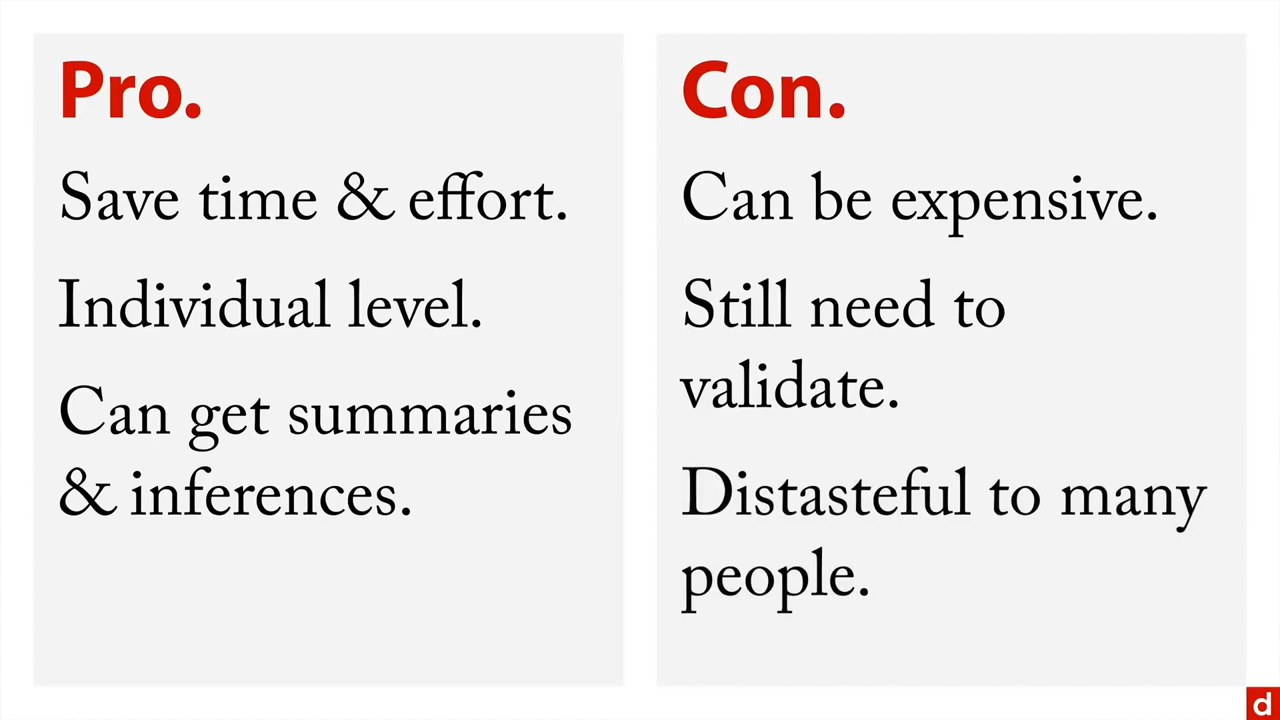 Pro.
Save time & effort.
Individual level.
Can get summaries
& inferences.
Con.
Can be expensive.
Still need to
validate.
Distasteful to many
people.
d